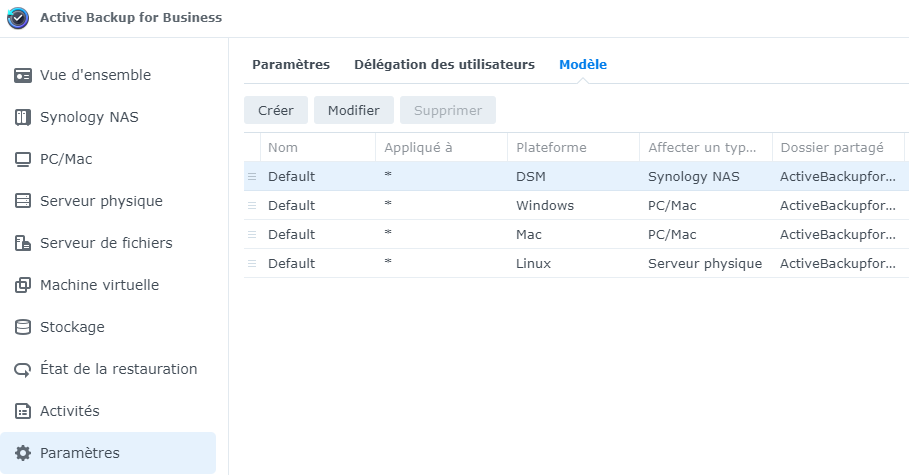 Active Backup for Business
Vue d'ensemble
Synology NAS
PC/Mac
Serveur physique
Serveur de fichiers
Machine virtuelle
Stockage
État de la restauration
Activités
Paramètres
Paramètres Délégation des utilisateurs Modèle
Créer Modifier Supprimer
Nom Appliqué à Plateforme Affecter un typ... Dossier partagé
Default * DSM Synology NAS ActiveBackupfor...
Default * Windows PC/Mac ActiveBackupfor...
Default * Mac PC/Mac ActiveBackupfor...
Default * Linux Serveur physique ActiveBackupfor...